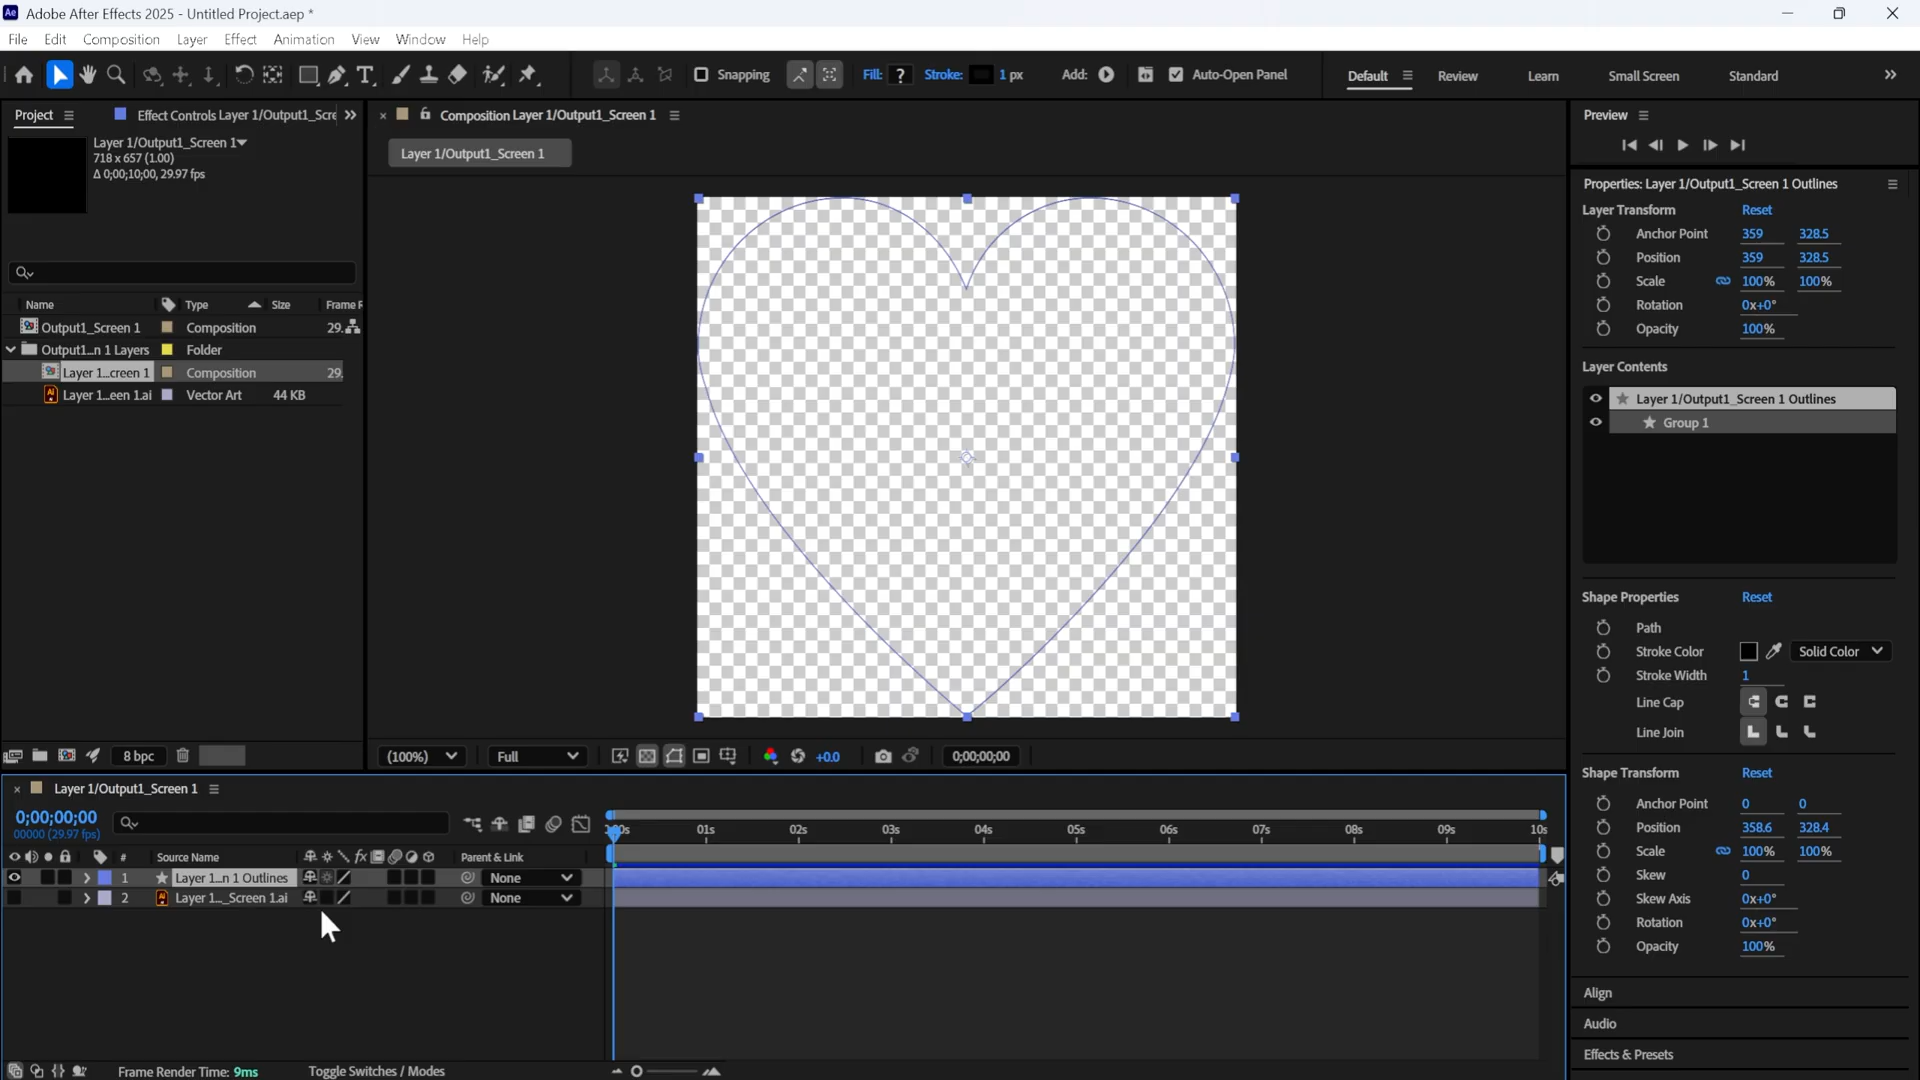 Adobe After Effects 2025 - Untitled Project.aep *
File Edit Composition Layer Effect Animation View Window Help
Snapping Fill: ? Stroke: 1 px Add: Auto-Open Panel Default Review Learn Small Screen Standard
Project Effect Controls Layer 1/Output1_Scre
Layer 1/Output1_Screen 1
718 x 657 (1.00)
Δ 0;00;10;00, 29.97 fps
Name Type Size Frame R
Output1_Screen 1 Composition 29.
Output1...n 1 Layers Folder
Layer 1...creen 1 Composition 29.
Layer 1...een 1.ai Vector Art 44 KB
8 bpc
Composition Layer 1/Output1_Screen 1
Layer 1/Output1_Screen 1
(100%) Full +0.0 0;00;00;00
Preview
Properties: Layer 1/Output1_Screen 1 Outlines
Layer Transform Reset
Anchor Point 359 328.5
Position 359 328.5
Scale 100% 100%
Rotation 0x+0°
Opacity 100%
Layer Contents
Layer 1/Output1_Screen 1 Outlines
Group 1
Shape Properties Reset
Path
Stroke Color Solid Color
Stroke Width 1
Line Cap
Line Join
Shape Transform Reset
Anchor Point 0 0
Position 358.6 328.4
Scale 100% 100%
Skew 0
Skew Axis 0x+0°
Rotation 0x+0°
Opacity 100%
Align
Audio
Effects & Presets
Layer 1/Output1_Screen 1
0;00;00;00
00000 (29.97 fps)
01s 02s 03s 04s 05s 06s 07s 08s 09s 10s
# Source Name fx Parent & Link
1 Layer 1...n 1 Outlines None
2 Layer 1..._Screen 1.ai None
Frame Render Time: 9ms Toggle Switches / Modes